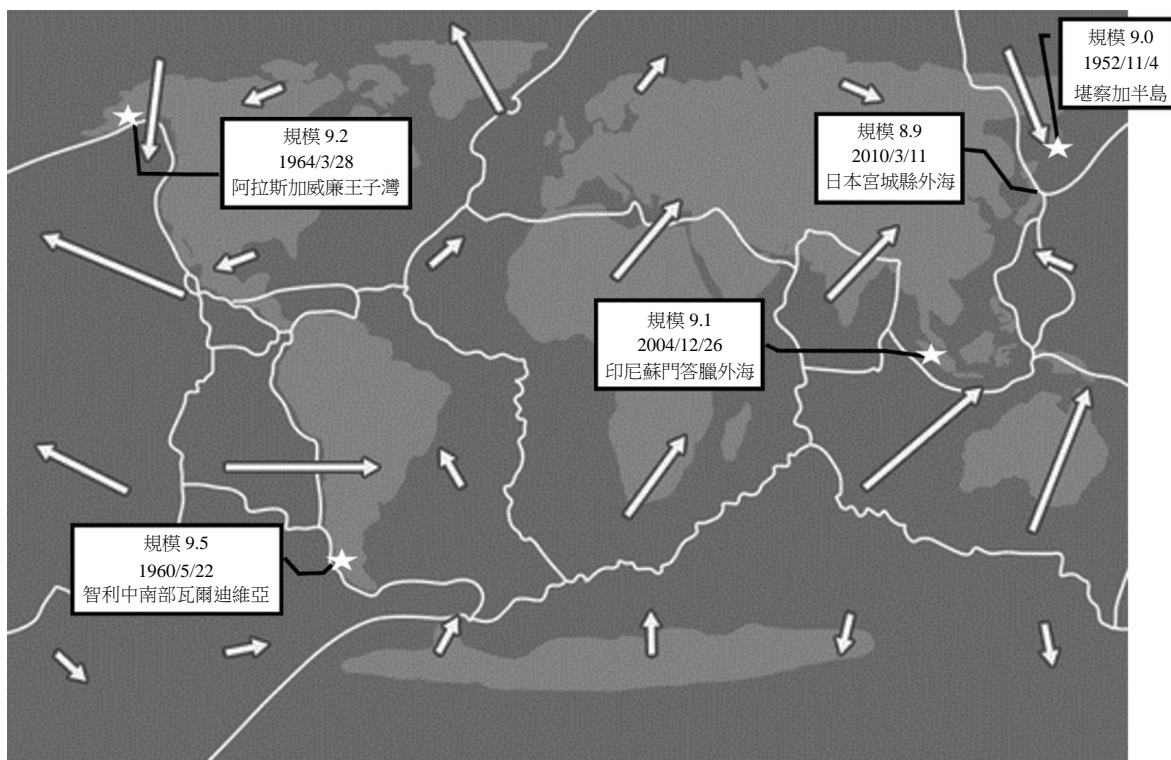 規模 9.0
1952/11/4
堪察加半島
規模 9.2
1964/3/28
阿拉斯加威廉王子灣
規模 8.9
2010/3/11
日本宮城縣外海
規模 9.1
2004/12/26
印尼蘇門答臘外海
規模 9.5
1960/5/22
智利中南部瓦爾迪維亞